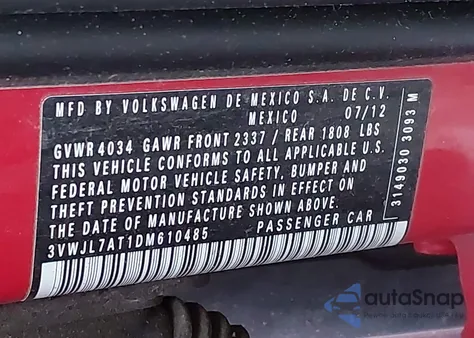 MFD BY VOLKSWAGEN DE MEXICO S.A. DE C.V.
MEXICO 07/12
GVWR 4034 GAWR FRONT 2337 / REAR 1808 LBS
THIS VEHICLE CONFORMS TO ALL APPLICABLE U.S.
FEDERAL MOTOR VEHICLE SAFETY, BUMPER AND
THEFT PREVENTION STANDARDS IN EFFECT ON
THE DATE OF MANUFACTURE SHOWN ABOVE.
3VWJL7AT1DM610485 PASSENGER CAR
3149030 3093 M
autoSnap